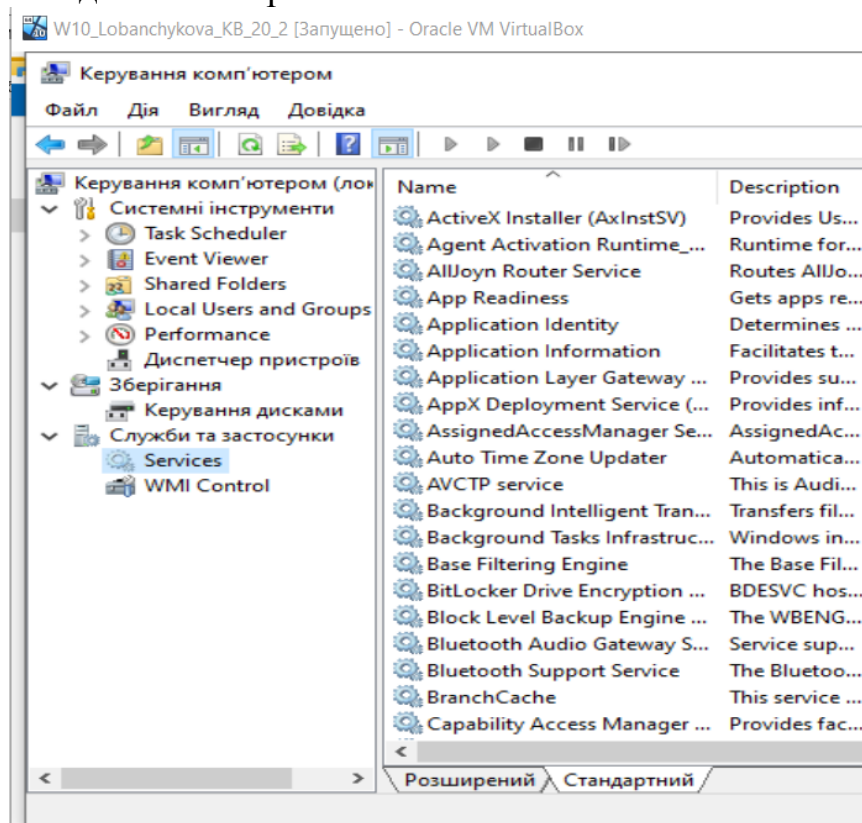 W10_Lobanchykova_KB_20_2 [Запущено] - Oracle VM VirtualBox
Керування комп'ютером
Файл Дія Вигляд Довідка
Керування комп'ютером (лок
Системні інструменти
Task Scheduler
Event Viewer
Shared Folders
Local Users and Groups
Performance
Диспетчер пристроїв
Зберігання
Керування дисками
Служби та застосунки
Services
WMI Control
Name Description
ActiveX Installer (AxInstSV) Provides Us...
Agent Activation Runtime_... Runtime for...
AllJoyn Router Service Routes AllJo...
App Readiness Gets apps re...
Application Identity Determines ...
Application Information Facilitates t...
Application Layer Gateway ... Provides su...
AppX Deployment Service (... Provides inf...
AssignedAccessManager Se... AssignedAc...
Auto Time Zone Updater Automatica...
AVCTP service This is Audi...
Background Intelligent Tran... Transfers fil...
Background Tasks Infrastruc... Windows in...
Base Filtering Engine The Base Fil...
BitLocker Drive Encryption ... BDESVC hos...
Block Level Backup Engine ... The WBENG...
Bluetooth Audio Gateway S... Service sup...
Bluetooth Support Service The Bluetoo...
BranchCache This service ...
Capability Access Manager ... Provides fac...
Розширений Стандартний